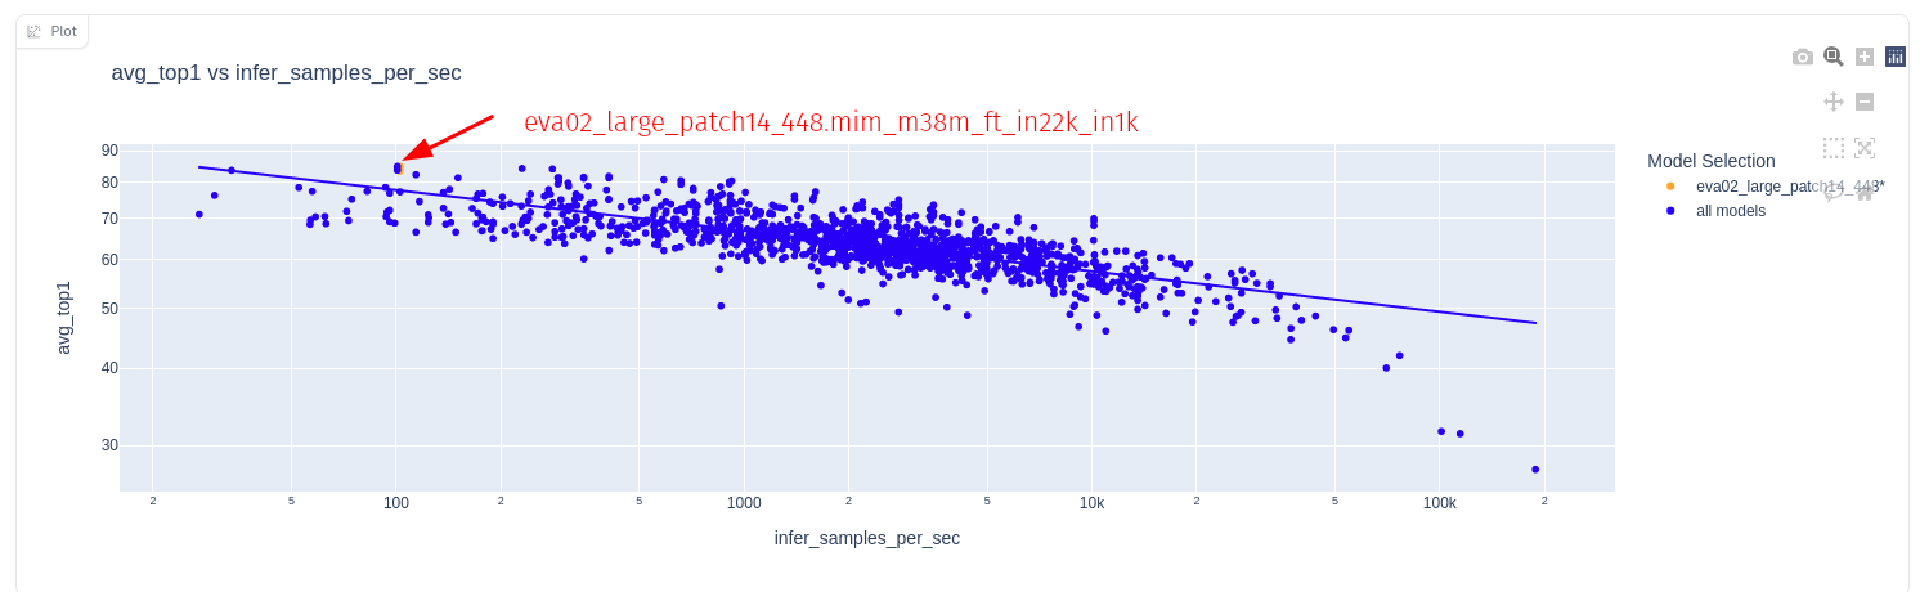 Plot
avg_top1 vs infer_samples_per_sec
eva02_large_patch14_448.mim_m38m_ft_in22k_in1k
90
80
70
60
50
40
30
avg_top1
2
5
100
2
5
1000
2
5
10k
2
5
100k
2
infer_samples_per_sec
Model Selection
eva02_large_patch14_448*
all models